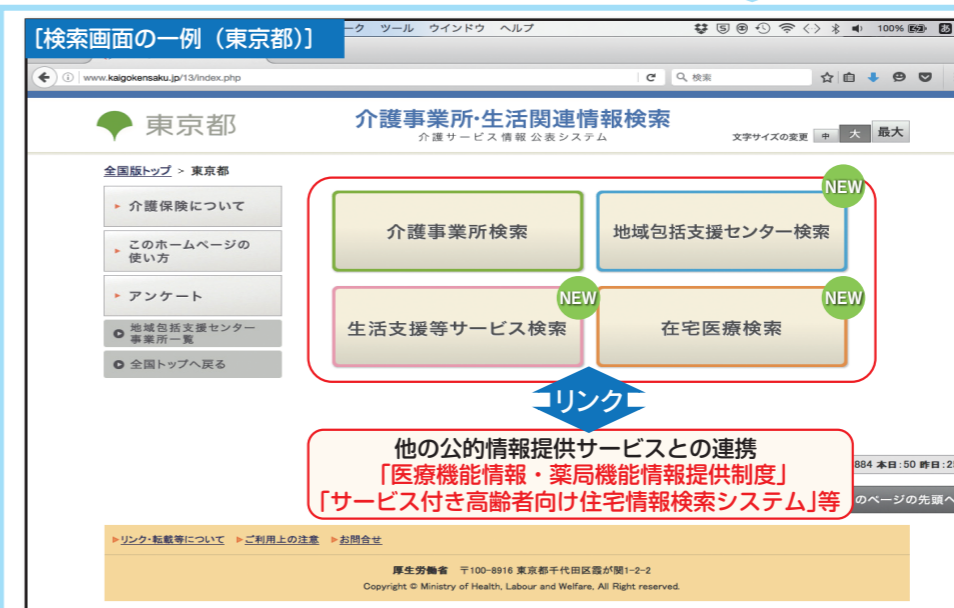 [検索画面の一例（東京都）]
ーク ツール ウインドウ ヘルプ
100%
あ
www.kaigokensaku.jp/13/index.php
検索
東京都
介護事業所・生活関連情報検索
介護サービス情報公表システム
文字サイズの変更 中 大 最大
全国版トップ > 東京都
介護保険について
このホームページの
使い方
アンケート
地域包括支援センター
事業所一覧
全国トップへ戻る
介護事業所検索
NEW
地域包括支援センター検索
NEW
生活支援等サービス検索
NEW
在宅医療検索
リンク
他の公的情報提供サービスとの連携
「医療機能情報・薬局機能情報提供制度」
「サービス付き高齢者向け住宅情報検索システム」等
884 本日:50 昨日:2
のページの先頭へ
リンク・転載等について ご利用上の注意 お問合せ
厚生労働省 〒100-8916 東京都千代田区霞が関1-2-2
Copyright © Ministry of Health, Labour and Welfare, All Right reserved.